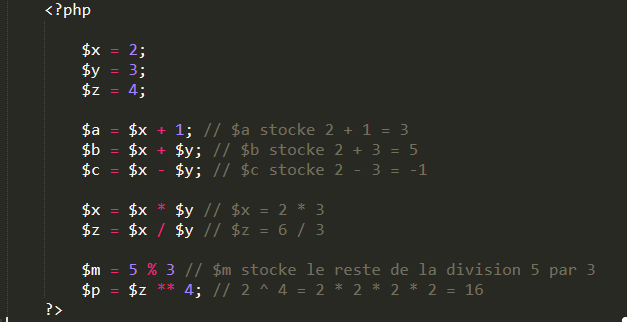 <?php
$x = 2;
$y = 3;
$z = 4;
$a = $x + 1; // $a stocke 2 + 1 = 3
$b = $x + $y; // $b stocke 2 + 3 = 5
$c = $x - $y; // $c stocke 2 - 3 = -1
$x = $x * $y // $x = 2 * 3
$z = $x / $y // $z = 6 / 3
$m = 5 % 3 // $m stocke le reste de la division 5 par 3
$p = $z ** 4; // 2 ^ 4 = 2 * 2 * 2 * 2 = 16
?>